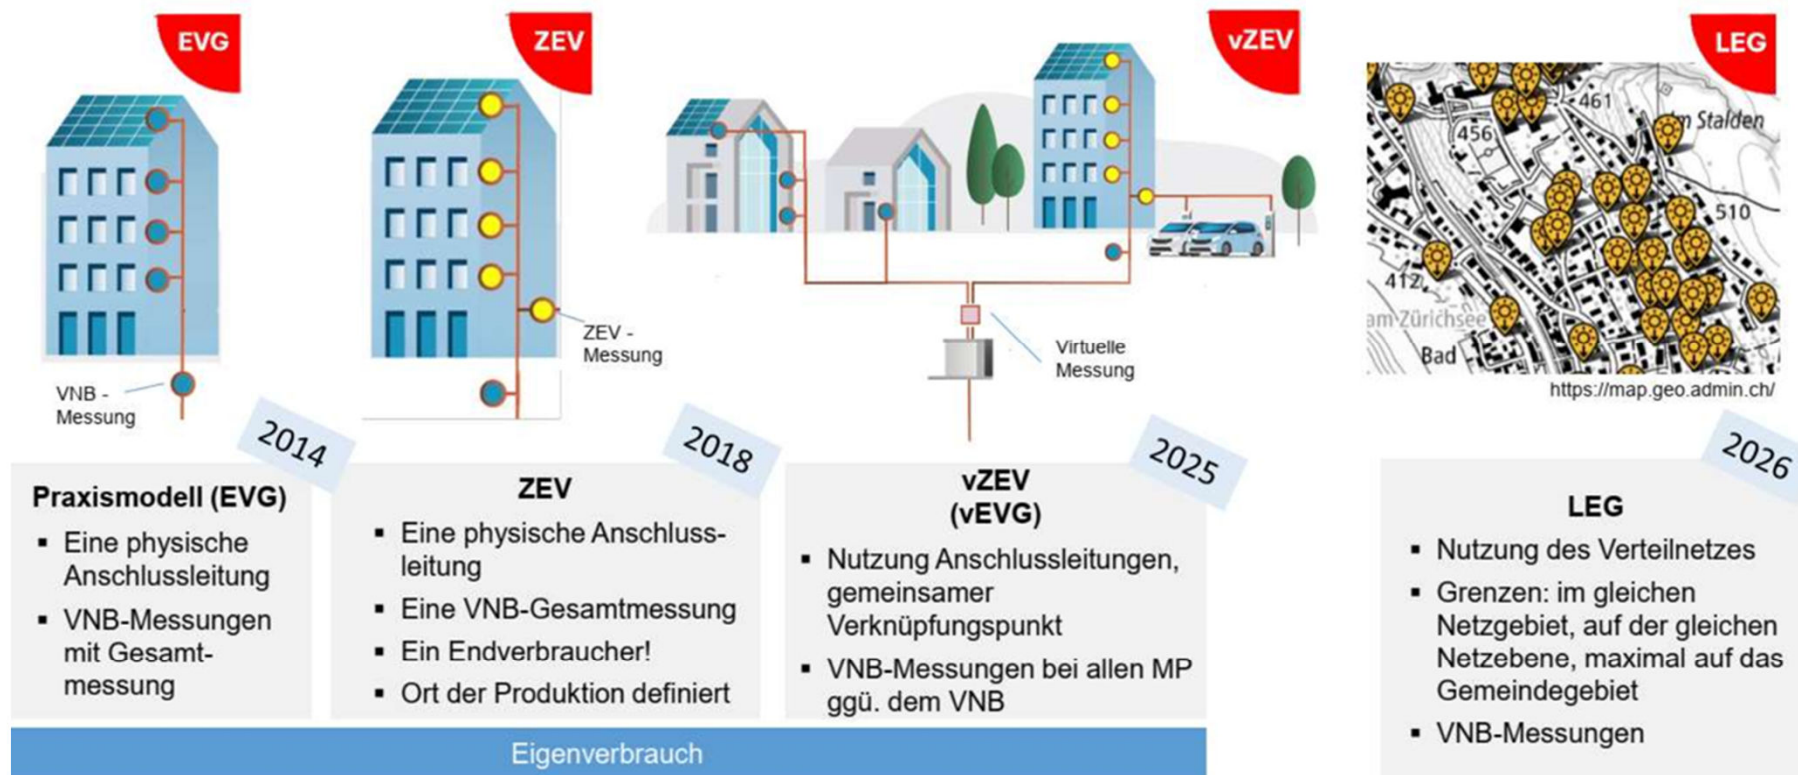 EVG
ZEV
vZEV
LEG
461
456
Im Stalden
510
412
am Zürichsee
Bad
https://map.geo.admin.ch/
VNB -
Messung
ZEV -
Messung
Virtuelle
Messung
2014
2018
2025
2026
Praxismodell (EVG)
▪ Eine physische
Anschlussleitung
▪ VNB-Messungen
mit Gesamt-
messung
ZEV
▪ Eine physische Anschluss-
leitung
▪ Eine VNB-Gesamtmessung
▪ Ein Endverbraucher!
▪ Ort der Produktion definiert
vZEV
(vEVG)
▪ Nutzung Anschlussleitungen,
gemeinsamer
Verknüpfungspunkt
▪ VNB-Messungen bei allen MP
ggü. dem VNB
LEG
▪ Nutzung des Verteilnetzes
▪ Grenzen: im gleichen
Netzgebiet, auf der gleichen
Netzebene, maximal auf das
Gemeindegebiet
▪ VNB-Messungen
Eigenverbrauch